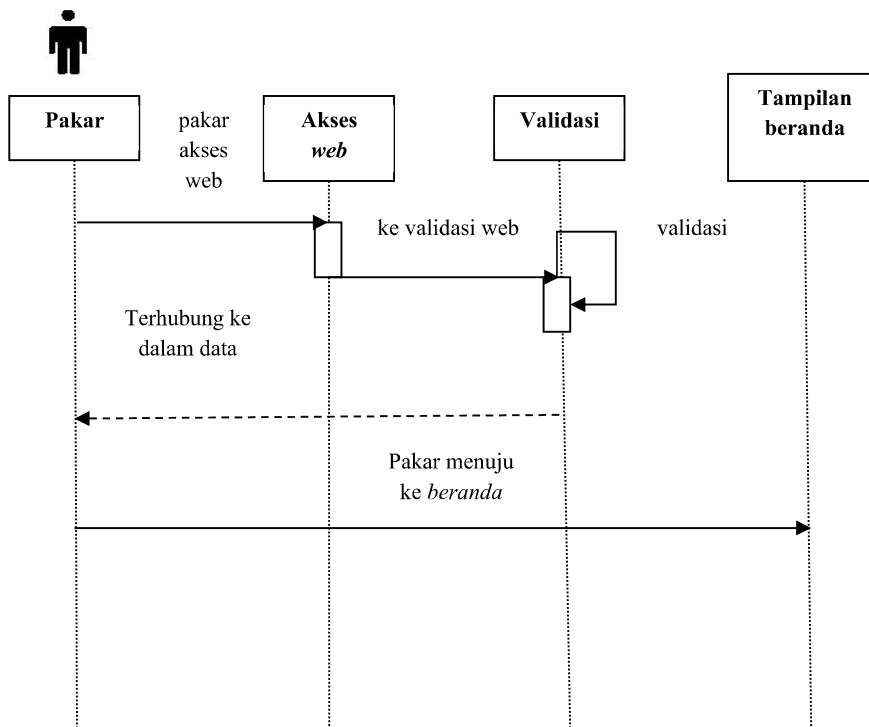 Pakar
pakar
akses
web
Akses
web
Validasi
Tampilan
beranda
ke validasi web
validasi
Terhubung ke
dalam data
Pakar menuju
ke beranda